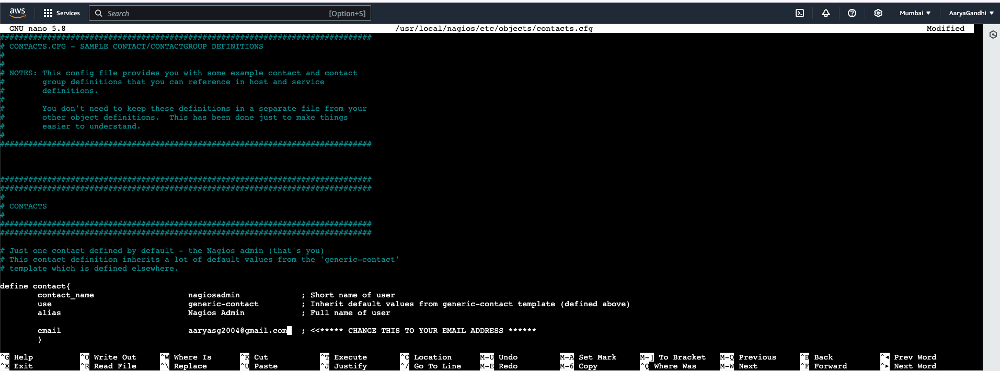 aws Services Search [Option+S] Mumbai AaryaGandhi
GNU nano 5.8 /usr/local/nagios/etc/objects/contacts.cfg Modified
###############################################################################
# CONTACTS.CFG - SAMPLE CONTACT/CONTACTGROUP DEFINITIONS
#
#
# NOTES: This config file provides you with some example contact and contact
#        group definitions that you can reference in host and service
#        definitions.
#
#        You don't need to keep these definitions in a separate file from your
#        other object definitions.  This has been done just to make things
#        easier to understand.
#
###############################################################################
###############################################################################
###############################################################################
#
# CONTACTS
#
###############################################################################
###############################################################################
# Just one contact defined by default - the Nagios admin (that's you)
# This contact definition inherits a lot of default values from the 'generic-contact'
# template which is defined elsewhere.
define contact{
        contact_name                    nagiosadmin             ; Short name of user
        use                             generic-contact         ; Inherit default values from generic-contact template (defined above)
        alias                           Nagios Admin            ; Full name of user
        email                           aaryasg2004@gmail.com   ; <<***** CHANGE THIS TO YOUR EMAIL ADDRESS ******
        }
^G Help ^O Write Out ^W Where Is ^K Cut ^T Execute ^C Location M-U Undo M-A Set Mark M-] To Bracket M-Q Previous ^B Back ^◂ Prev Word
^X Exit ^R Read File ^\ Replace ^U Paste ^J Justify ^/ Go To Line M-E Redo M-6 Copy ^Q Where Was M-W Next ^F Forward ^▸ Next Word